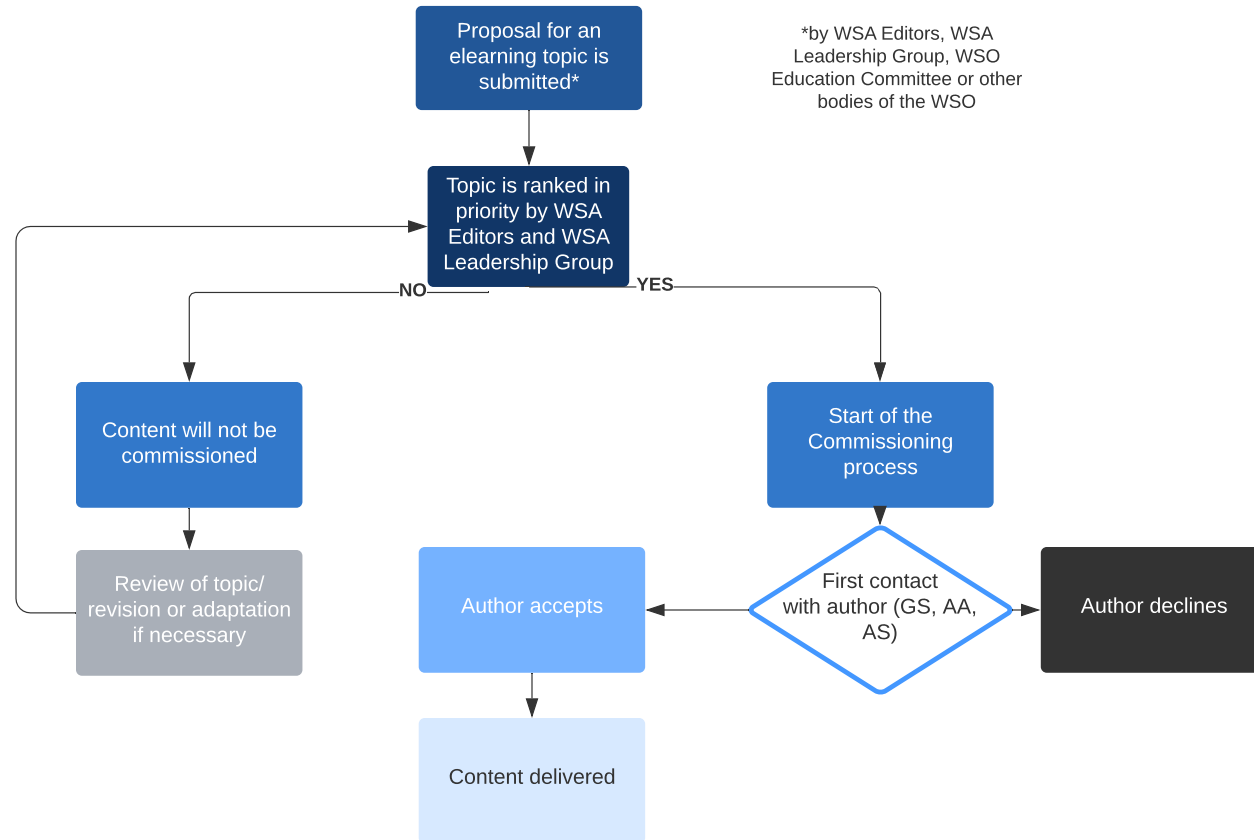 Proposal for an
elearning topic is
submitted*
*by WSA Editors, WSA
Leadership Group, WSO
Education Committee or other
bodies of the WSO
Topic is ranked in
priority by WSA
Editors and WSA
Leadership Group
NO
YES
Content will not be
commissioned
Start of the
Commissioning
process
Review of topic/
revision or adaptation
if necessary
Author accepts
First contact
with author (GS, AA,
AS)
Author declines
Content delivered